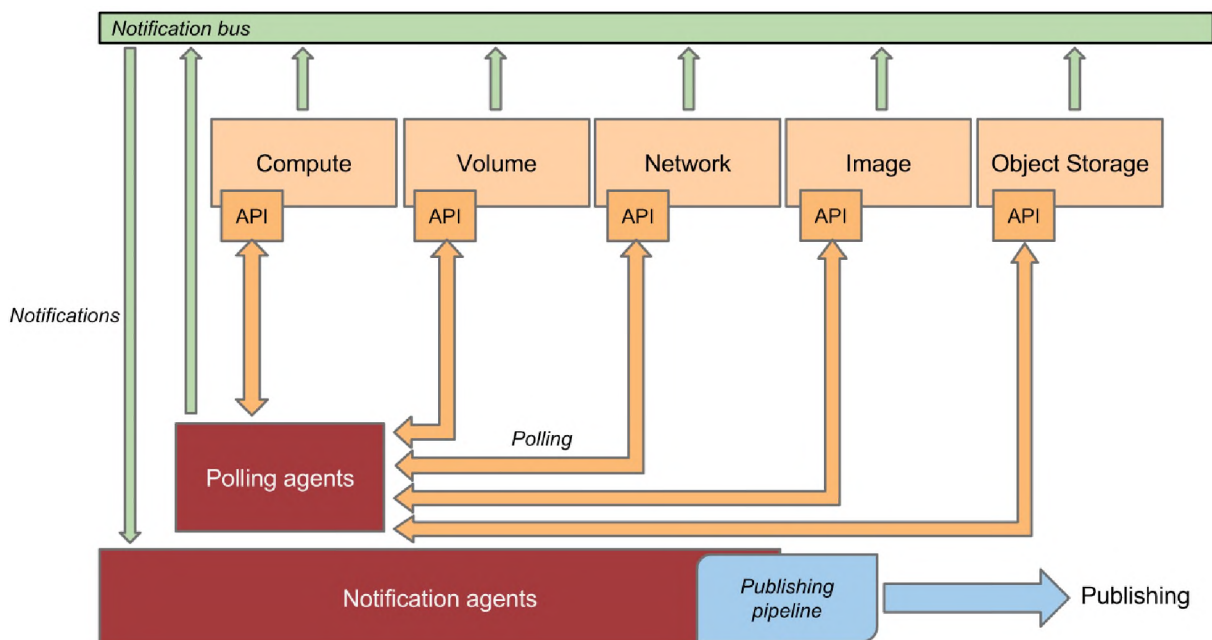 Notification bus
Compute
Volume
Network
Image
Object Storage
API
API
API
API
API
Notifications
Polling
Polling agents
Notification agents
Publishing
pipeline
Publishing